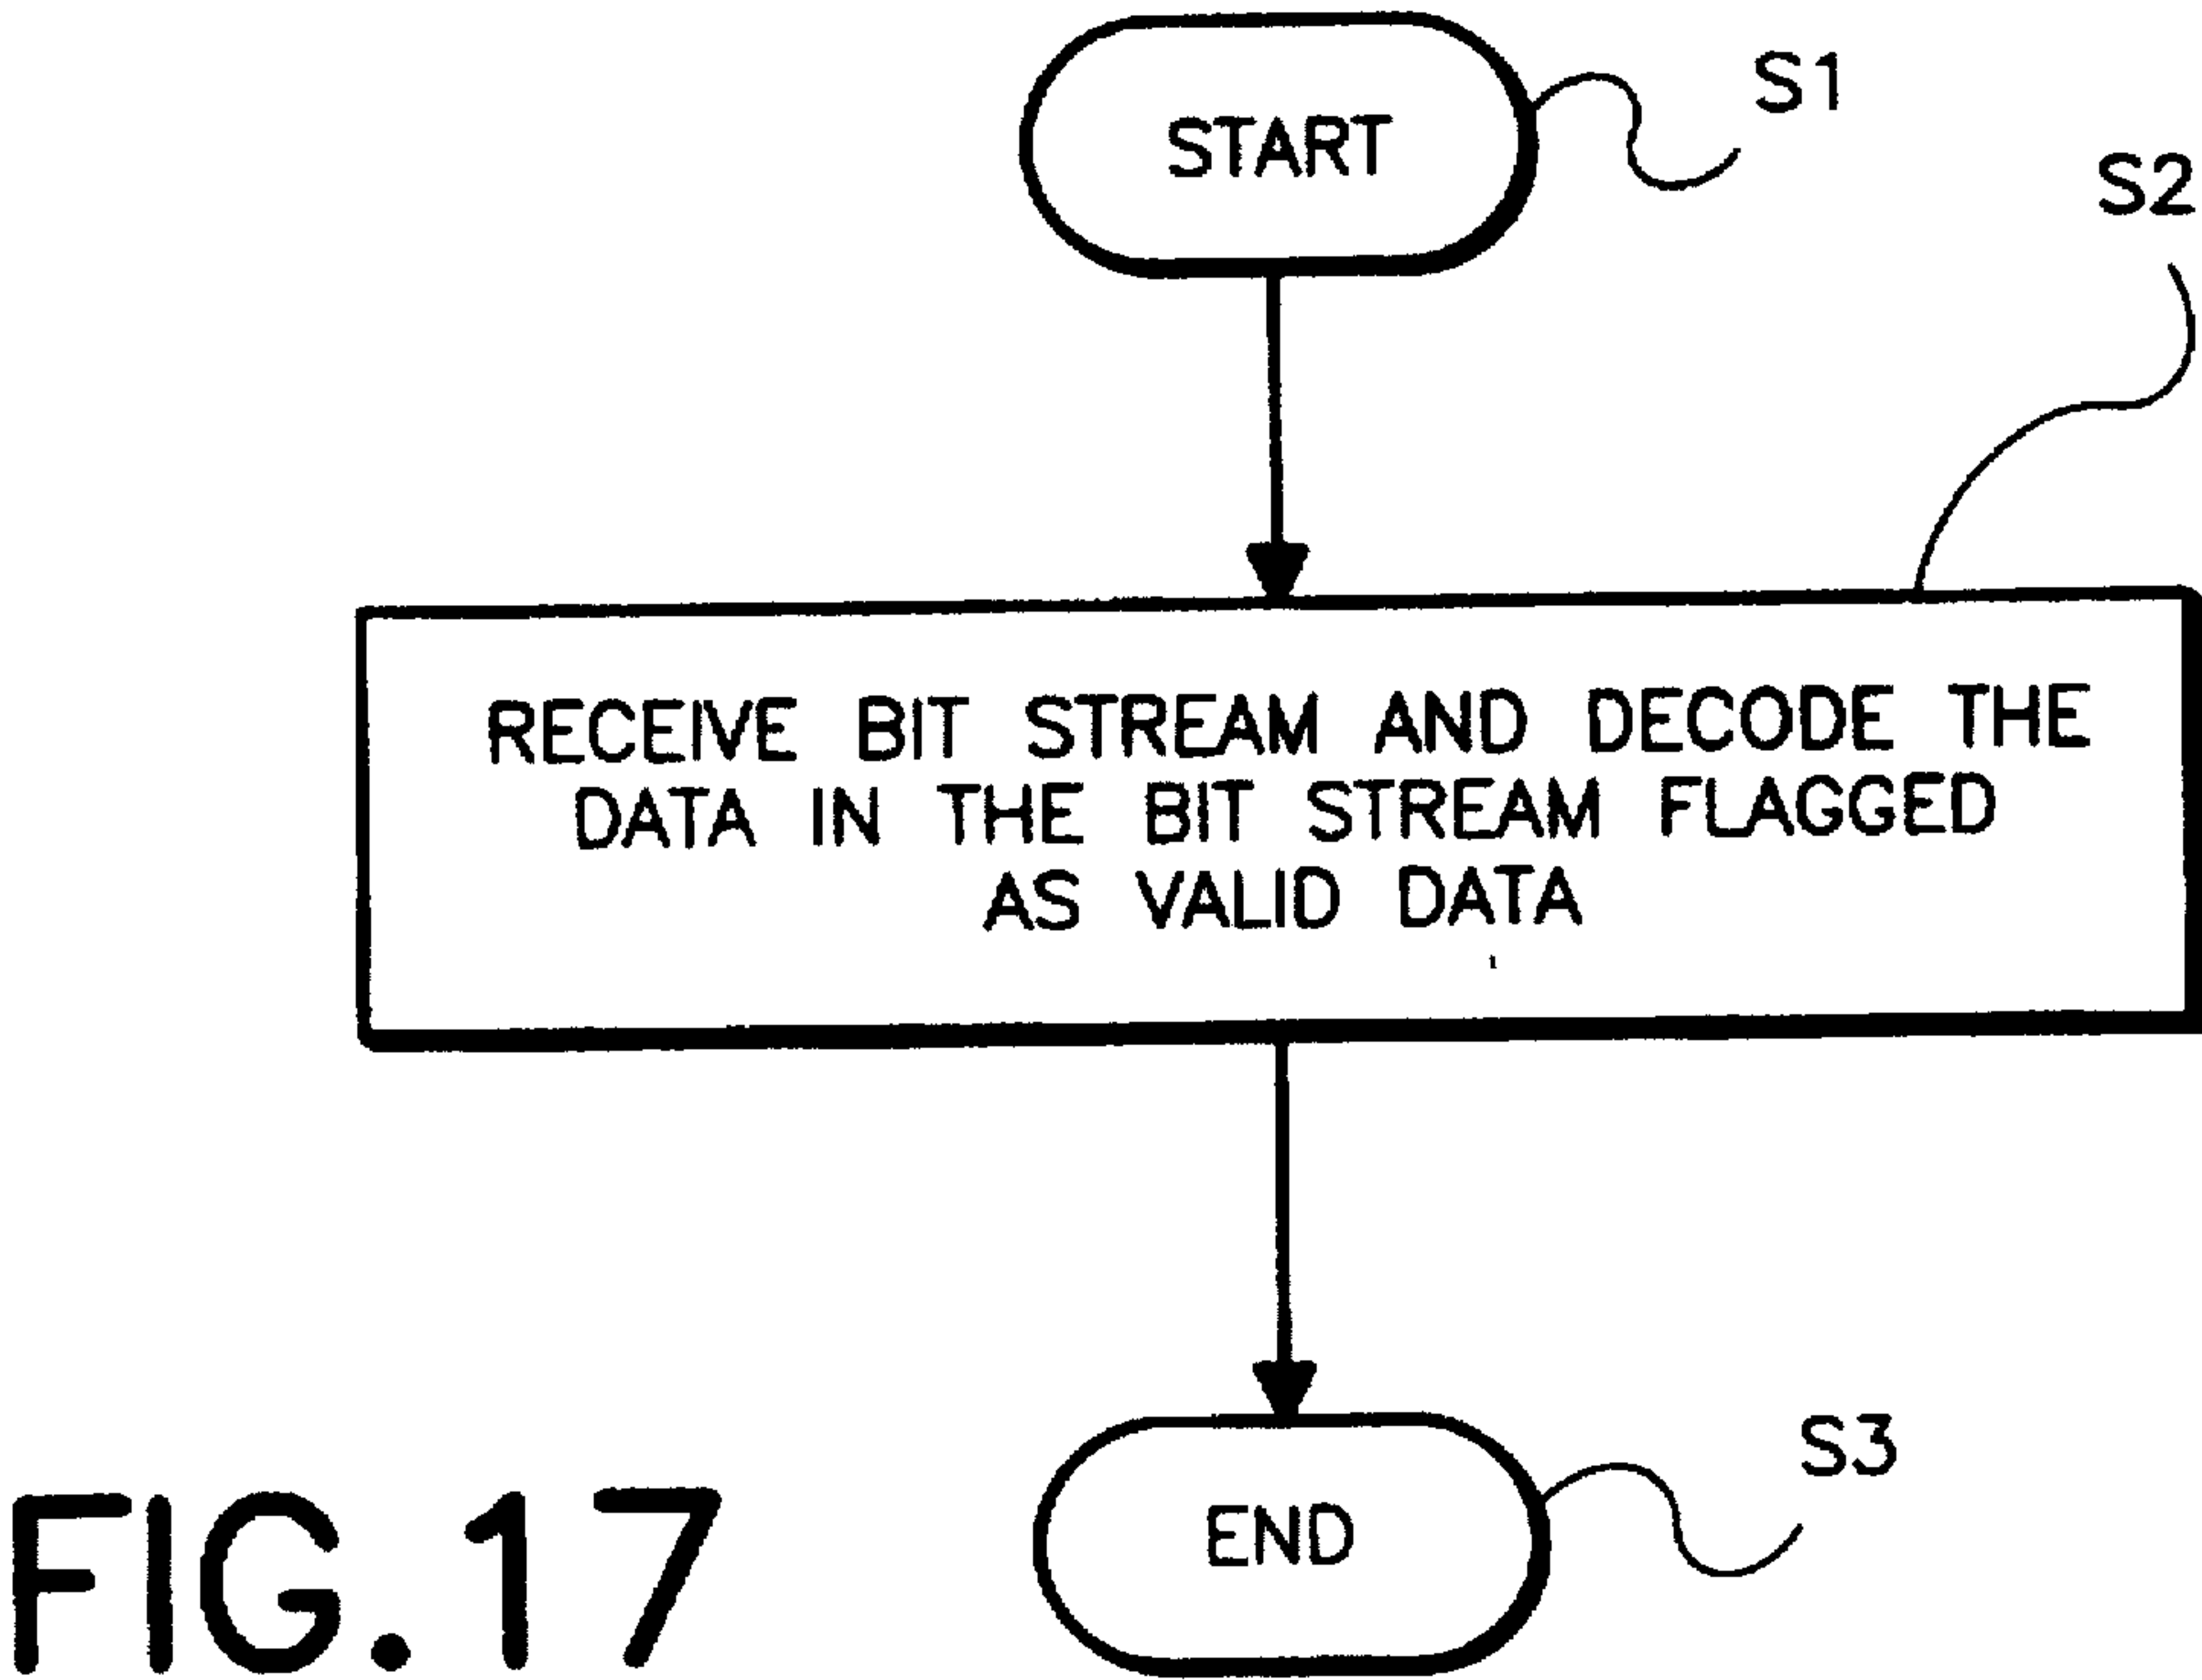 START
S1
S2
RECEIVE BIT STREAM AND DECODE THE
DATA IN THE BIT STREAM FLAGGED
AS VALID DATA
END
S3
FIG.17